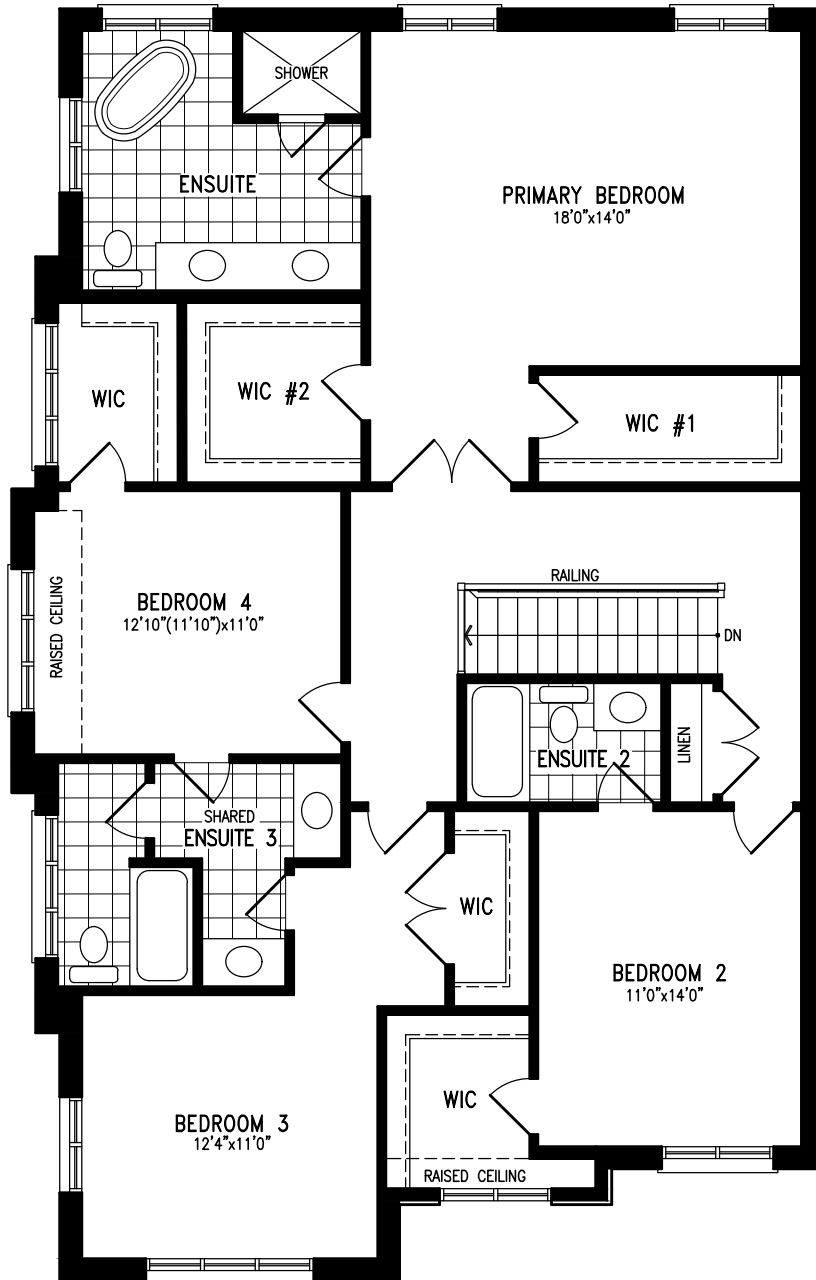 SHOWER
ENSUITE
PRIMARY BEDROOM
18'0"x14'0"
WIC
WIC #2
WIC #1
RAISED CEILING
BEDROOM 4
12'10"(11'10")x11'0"
RAILING
DN
LINEN
ENSUITE 2
SHARED
ENSUITE 3
WIC
BEDROOM 2
11'0"x14'0"
BEDROOM 3
12'4"x11'0"
WIC
RAISED CEILING